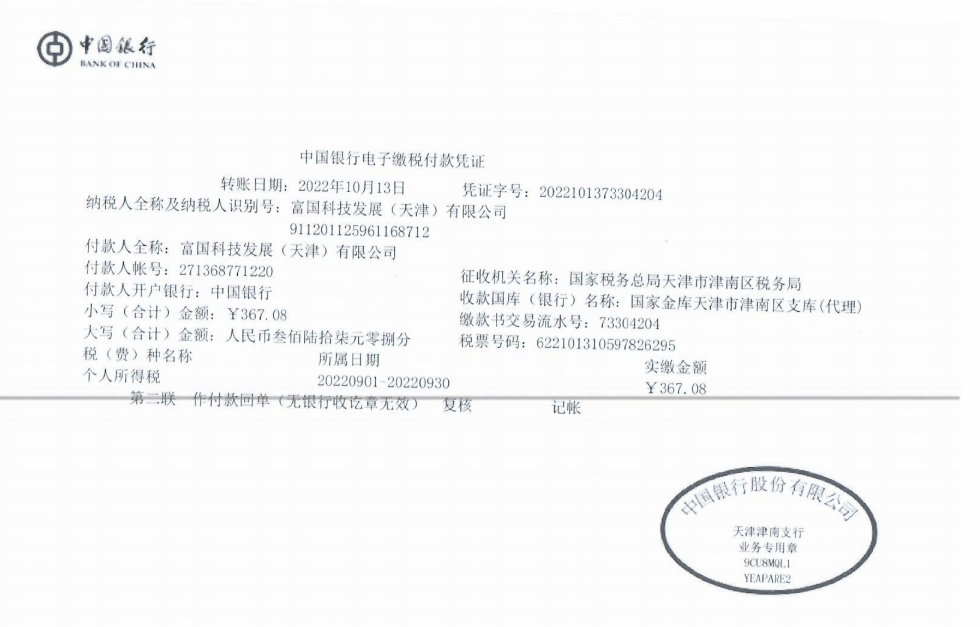 中国银行
BANK OF CHINA
中国银行电子缴税付款凭证
转账日期：2022年10月13日 凭证字号：2022101373304204
纳税人全称及纳税人识别号：富国科技发展（天津）有限公司
911201125961168712
付款人全称：富国科技发展（天津）有限公司
付款人帐号：271368771220 征收机关名称：国家税务总局天津市津南区税务局
付款人开户银行：中国银行 收款国库（银行）名称：国家金库天津市津南区支库(代理)
小写（合计）金额：￥367.08 缴款书交易流水号：73304204
大写（合计）金额：人民币叁佰陆拾柒元零捌分 税票号码：622101310597826295
税（费）种名称 所属日期 实缴金额
个人所得税 20220901-20220930 ￥367.08
第二联 作付款回单（无银行收讫章无效） 复核 记帐
中国银行股份有限公司
天津津南支行
业务专用章
9CU8MQL1
YEAPARE2